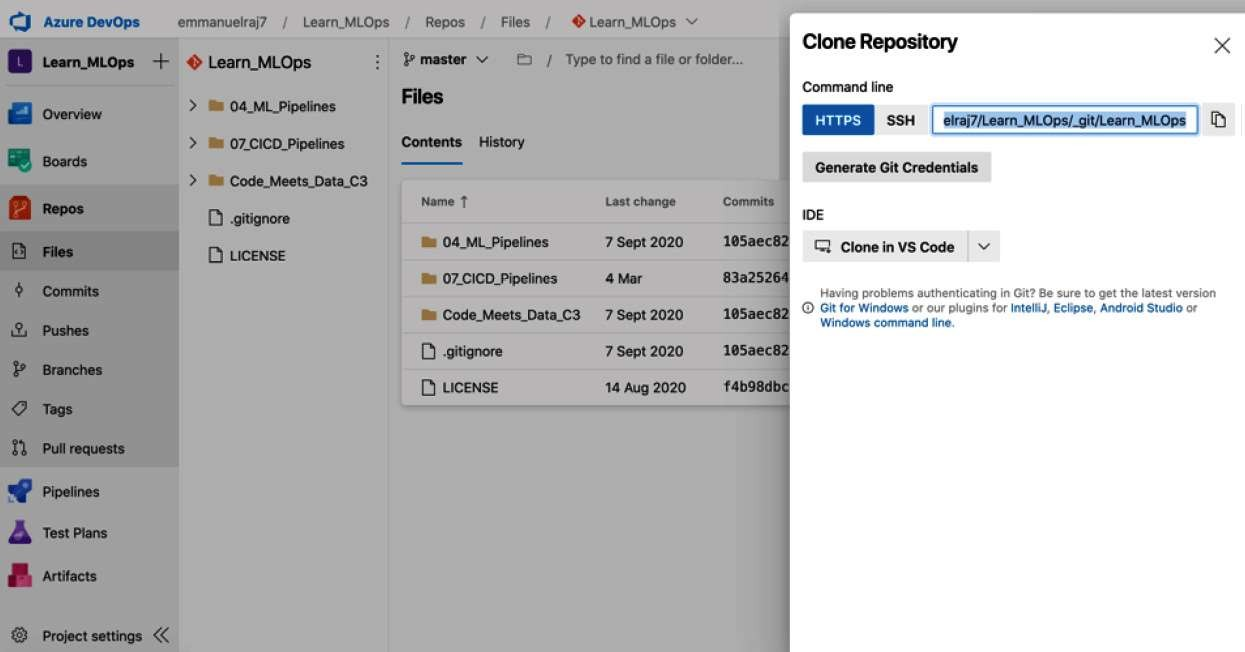 Azure DevOps
emmanuelraj7 / Learn_MLOps / Repos / Files / Learn_MLOps
L Learn_MLOps +
Overview
Boards
Repos
Files
Commits
Pushes
Branches
Tags
Pull requests
Pipelines
Test Plans
Artifacts
Project settings
Learn_MLOps
04_ML_Pipelines
07_CICD_Pipelines
Code_Meets_Data_C3
.gitignore
LICENSE
master / Type to find a file or folder...
Files
Contents History
Name ↑ Last change Commits
04_ML_Pipelines 7 Sept 2020 105aec82
07_CICD_Pipelines 4 Mar 83a25264
Code_Meets_Data_C3 7 Sept 2020 105aec82
.gitignore 7 Sept 2020 105aec82
LICENSE 14 Aug 2020 f4b98dbc
Clone Repository
Command line
HTTPS SSH elraj7/Learn_MLOps/_git/Learn_MLOps
Generate Git Credentials
IDE
Clone in VS Code
Having problems authenticating in Git? Be sure to get the latest version
Git for Windows or our plugins for IntelliJ, Eclipse, Android Studio or
Windows command line.